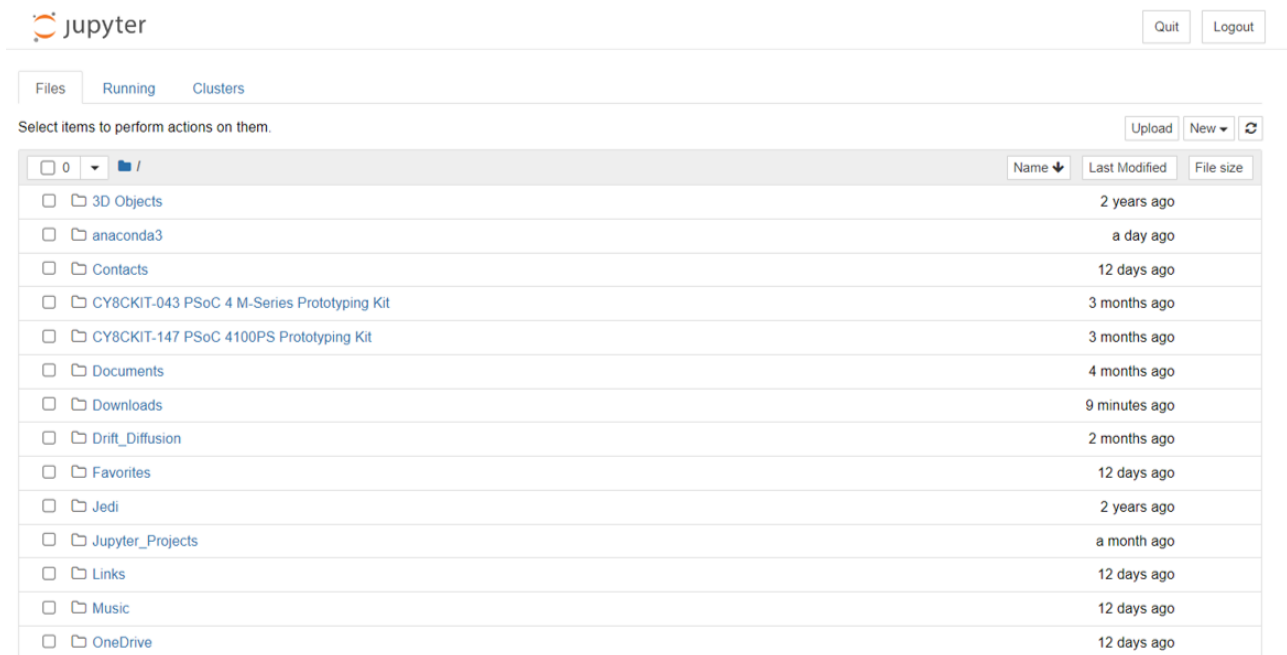 jupyter
Quit Logout
Files Running Clusters
Select items to perform actions on them.
Upload New
0 / Name Last Modified File size
3D Objects 2 years ago
anaconda3 a day ago
Contacts 12 days ago
CY8CKIT-043 PSoC 4 M-Series Prototyping Kit 3 months ago
CY8CKIT-147 PSoC 4100PS Prototyping Kit 3 months ago
Documents 4 months ago
Downloads 9 minutes ago
Drift_Diffusion 2 months ago
Favorites 12 days ago
Jedi 2 years ago
Jupyter_Projects a month ago
Links 12 days ago
Music 12 days ago
OneDrive 12 days ago